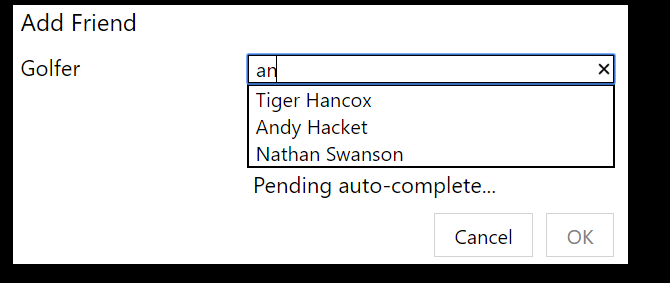 Add Friend
Golfer
an
Tiger Hancox
Andy Hacket
Nathan Swanson
Pending auto-complete...
Cancel OK